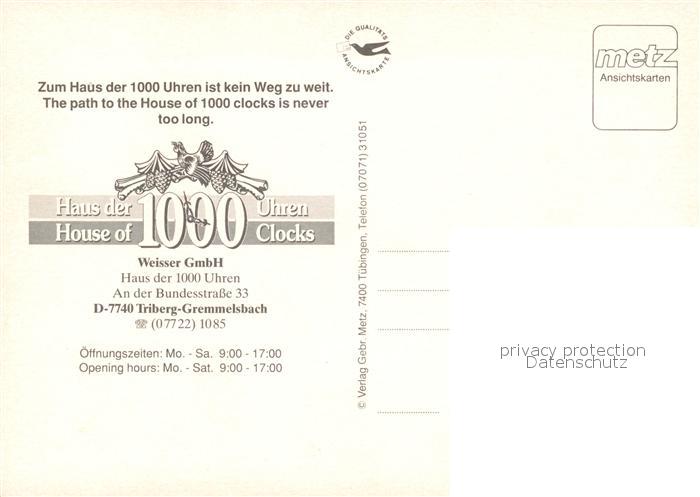 Zum Haus der 1000 Uhren ist kein Weg zu weit.
The path to the House of 1000 clocks is never
too long.
Haus der 1000 Uhren
House of Clocks
Weisser GmbH
Haus der 1000 Uhren
An der Bundesstraße 33
D-7740 Triberg-Gremmelsbach
☏ (07722) 1085
Öffnungszeiten: Mo. - Sa. 9:00 - 17:00
Opening hours: Mo. - Sat. 9:00 - 17:00
© Verlag Gebr. Metz, 7400 Tübingen, Telefon (07071) 31051
DIE QUALITÄTS
ANSICHTSKARTE
metz
Ansichtskarten
privacy protection
Datenschutz